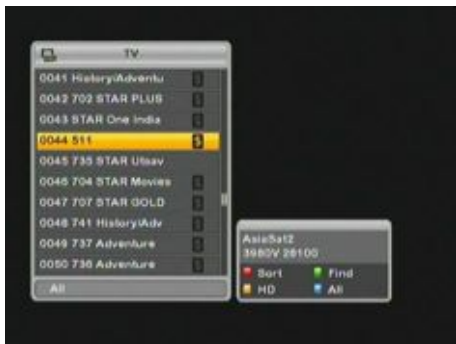 TV
0041 History/Adventu
0042 702 STAR PLUS
0043 STAR One India
0044 511
0045 735 STAR Utsav
0046 704 STAR Movies
0047 707 STAR GOLD
0048 741 History/Adv
0049 737 Adventure
0050 736 Adventure
All
AsiaSat2
3980V 28100
Sort
Find
HD
All